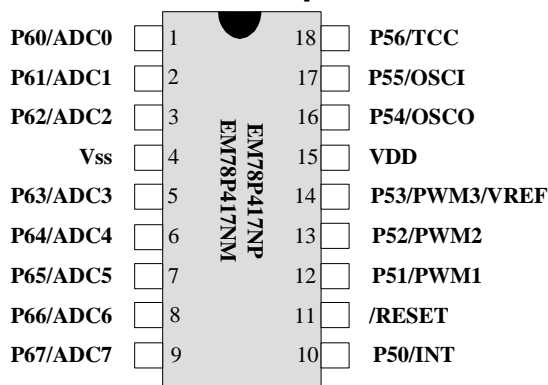 P60/ADC0 1 18 P56/TCC
P61/ADC1 2 17 P55/OSCI
P62/ADC2 3 16 P54/OSCO
Vss 4 15 VDD
P63/ADC3 5 14 P53/PWM3/VREF
P64/ADC4 6 13 P52/PWM2
P65/ADC5 7 12 P51/PWM1
P66/ADC6 8 11 /RESET
P67/ADC7 9 10 P50/INT
EM78P417NP
EM78P417NM